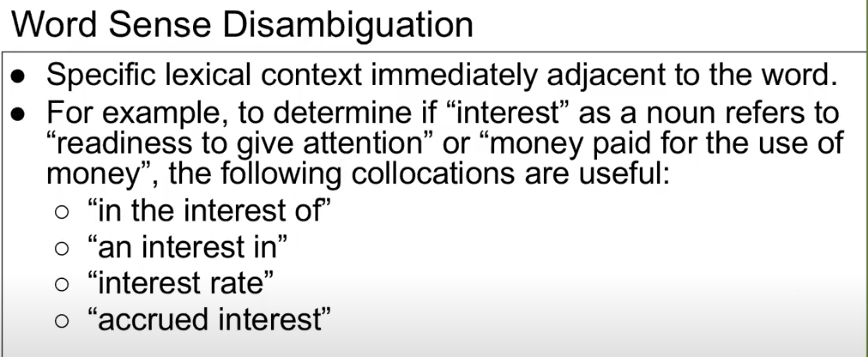 Word Sense Disambiguation
● Specific lexical context immediately adjacent to the word.
● For example, to determine if “interest” as a noun refers to
“readiness to give attention” or “money paid for the use of
money”, the following collocations are useful:
○ “in the interest of”
○ “an interest in”
○ “interest rate”
○ “accrued interest”